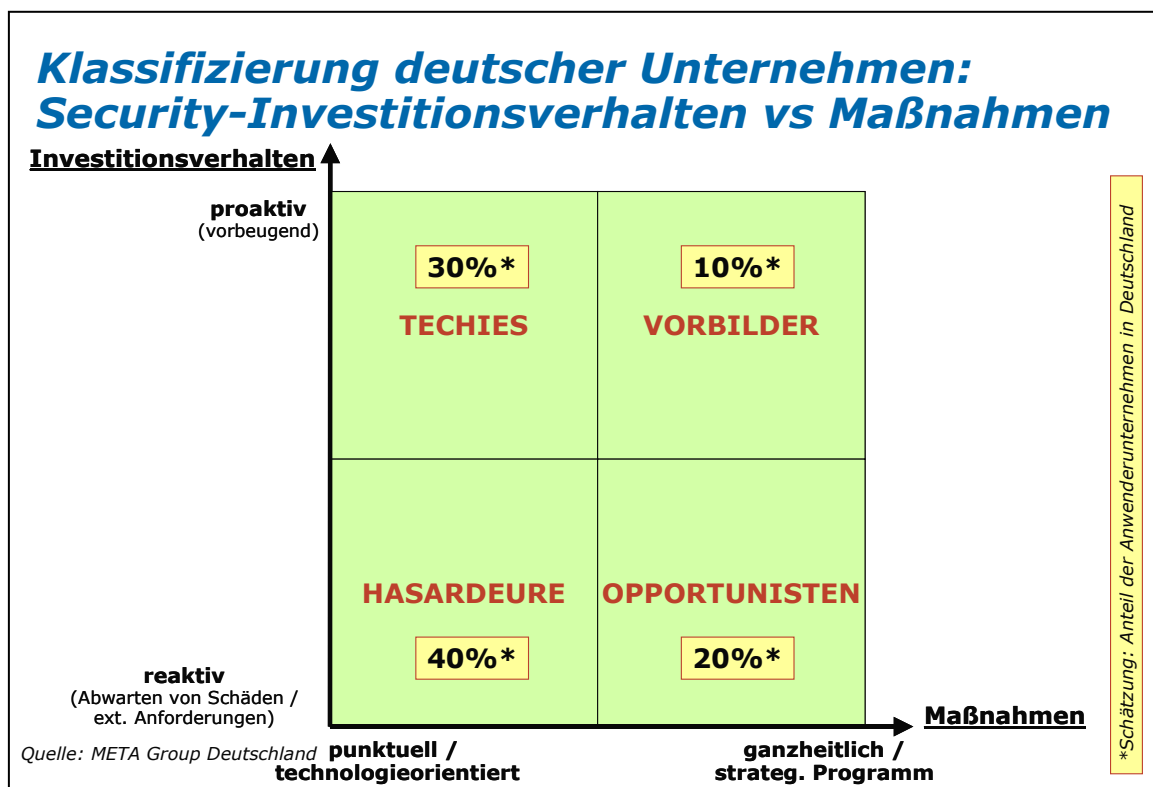 Klassifizierung deutscher Unternehmen:
Security-Investitionsverhalten vs Maßnahmen
Investitionsverhalten
proaktiv
(vorbeugend)
30%*
10%*
TECHIES
VORBILDER
HASARDEURE
OPPORTUNISTEN
40%*
20%*
reaktiv
(Abwarten von Schäden /
ext. Anforderungen)
Maßnahmen
Quelle: META Group Deutschland
punktuell /
technologieorientiert
ganzheitlich /
strateg. Programm
*Schätzung: Anteil der Anwenderunternehmen in Deutschland